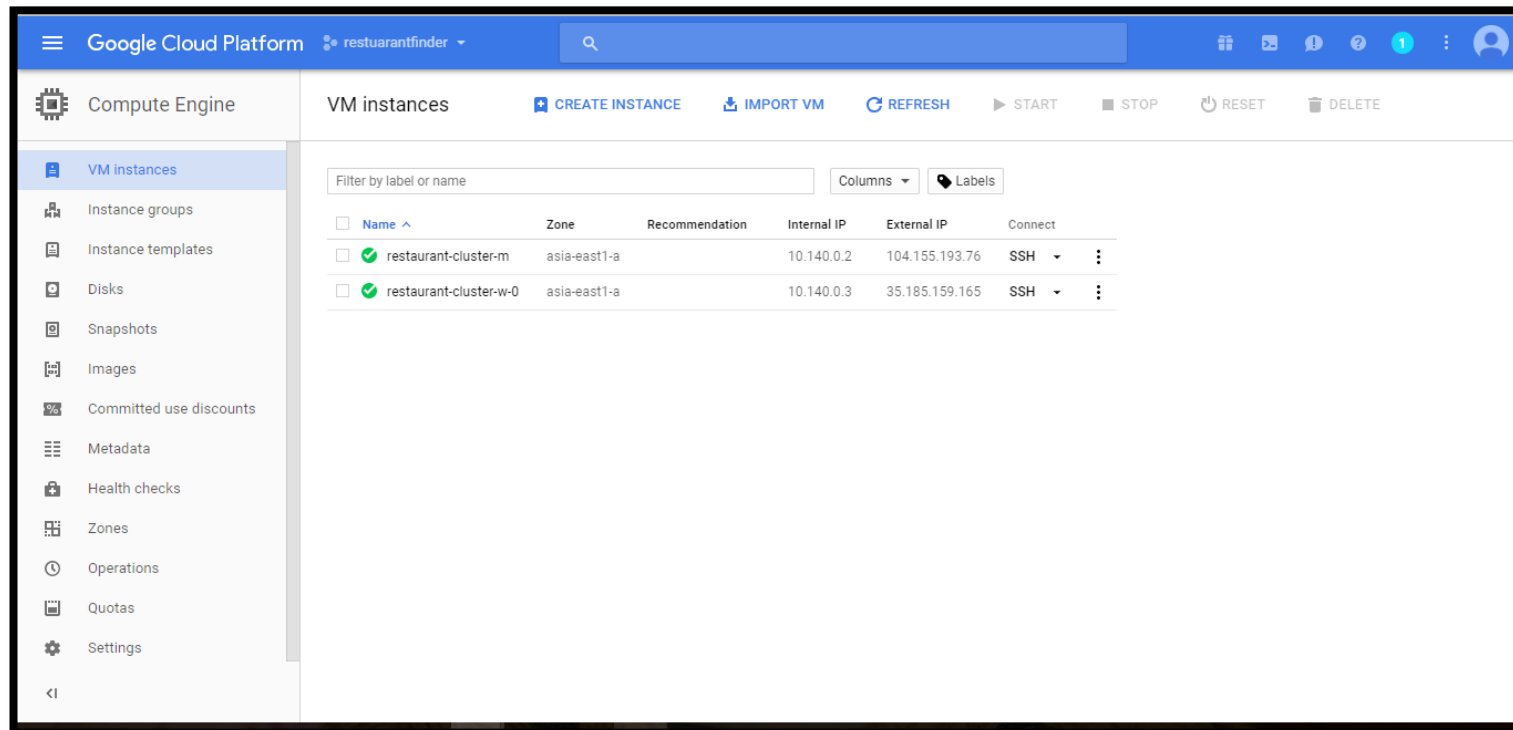 Google Cloud Platform restuarantfinder 1
Compute Engine VM instances CREATE INSTANCE IMPORT VM REFRESH START STOP RESET DELETE
VM instances
Instance groups
Instance templates
Disks
Snapshots
Images
Committed use discounts
Metadata
Health checks
Zones
Operations
Quotas
Settings
Filter by label or name Columns Labels
Name Zone Recommendation Internal IP External IP Connect
restaurant-cluster-m asia-east1-a 10.140.0.2 104.155.193.76 SSH
restaurant-cluster-w-0 asia-east1-a 10.140.0.3 35.185.159.165 SSH